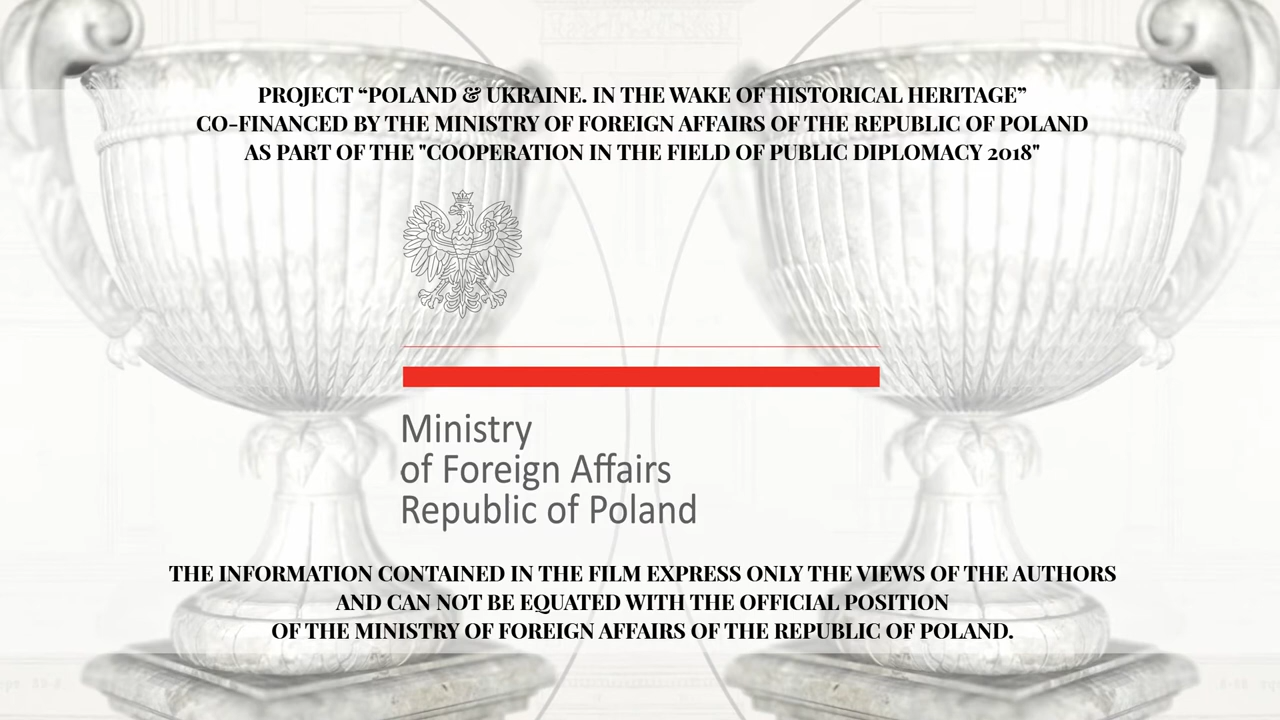 PROJECT “POLAND & UKRAINE. IN THE WAKE OF HISTORICAL HERITAGE”
CO-FINANCED BY THE MINISTRY OF FOREIGN AFFAIRS OF THE REPUBLIC OF POLAND
AS PART OF THE "COOPERATION IN THE FIELD OF PUBLIC DIPLOMACY 2018"
Ministry
of Foreign Affairs
Republic of Poland
THE INFORMATION CONTAINED IN THE FILM EXPRESS ONLY THE VIEWS OF THE AUTHORS
AND CAN NOT BE EQUATED WITH THE OFFICIAL POSITION
OF THE MINISTRY OF FOREIGN AFFAIRS OF THE REPUBLIC OF POLAND.